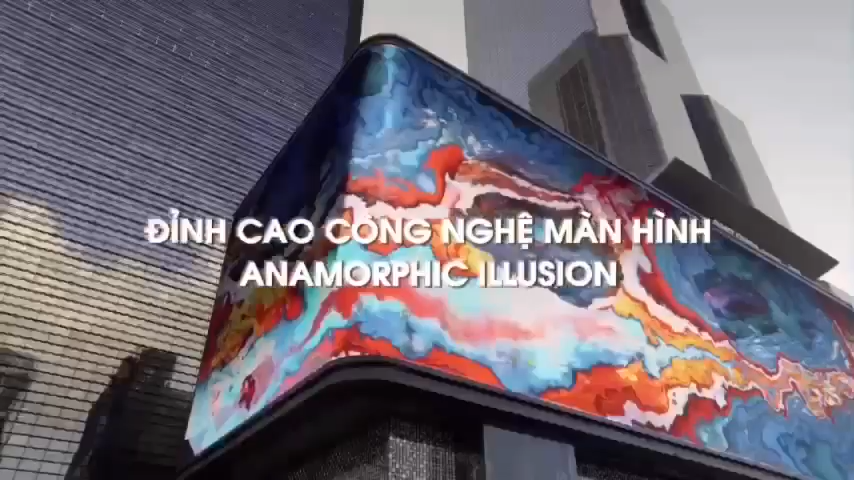 ĐỈNH CAO CÔNG NGHỆ MÀN HÌNH
ANAMORPHIC ILLUSION